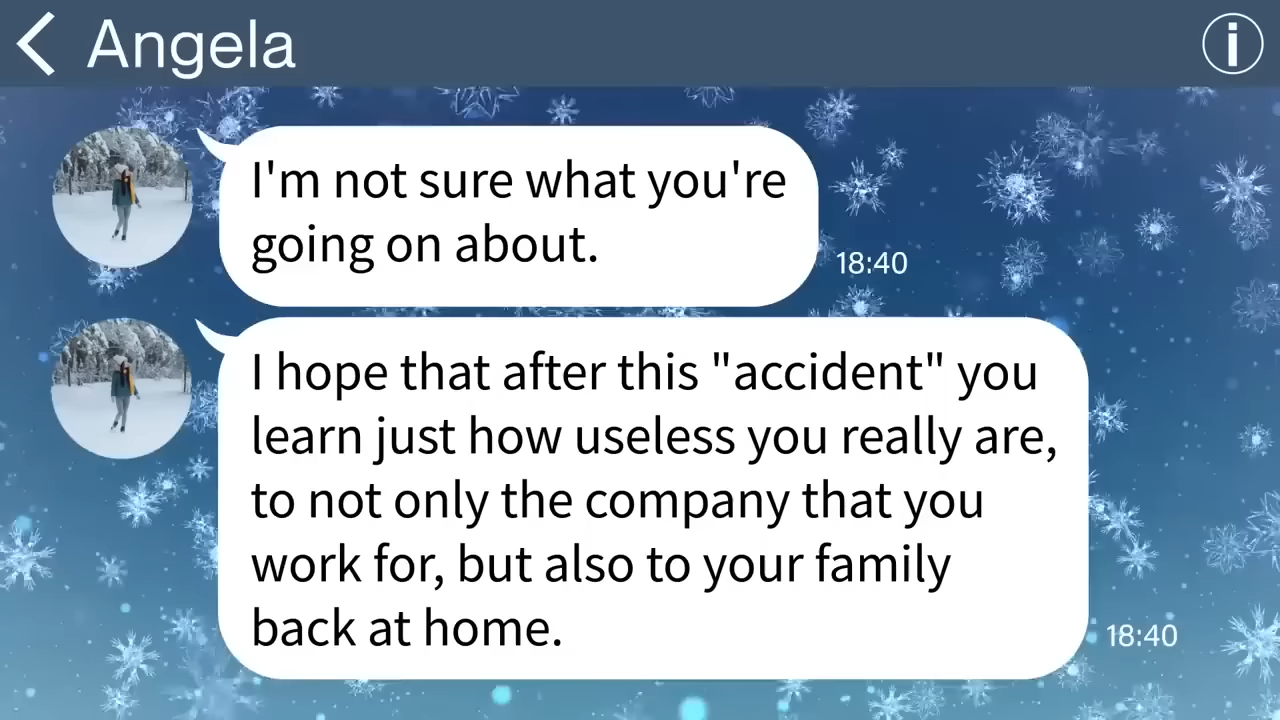 Angela
I'm not sure what you're
going on about.
18:40
I hope that after this "accident" you
learn just how useless you really are,
to not only the company that you
work for, but also to your family
back at home.
18:40